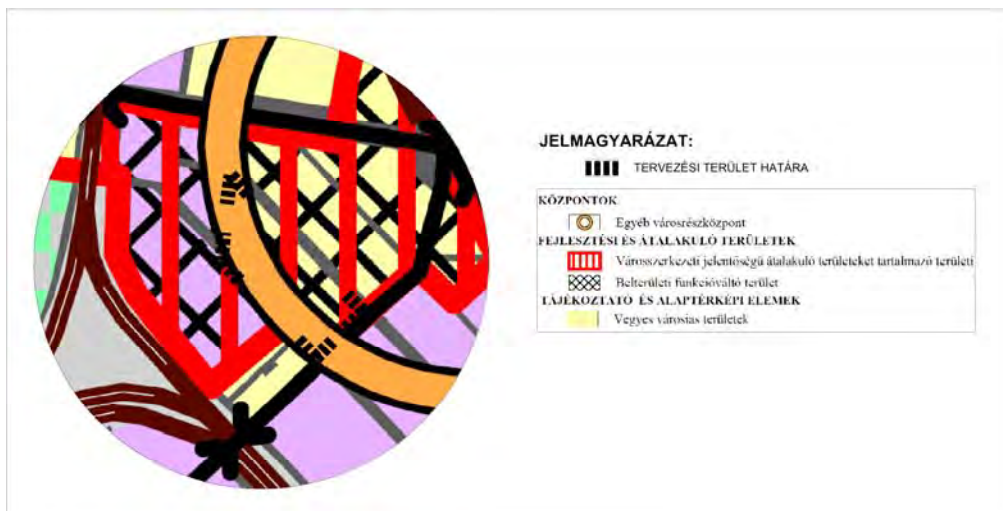 JELMAGYARÁZAT:
TERVEZÉSI TERÜLET HATÁRA
KÖZPONTOK
Egyéb városrészközpont
FEJLESZTÉSI ÉS ÁTALAKULÓ TERÜLETEK
Városszerkezeti jelentőségű átalakuló területeket tartalmazó területi
Belterületi funkcióváltó terület
TÁJÉKOZTATÓ ÉS ALAPTÉRKÉPI ELEMEK
Vegyes városias területek